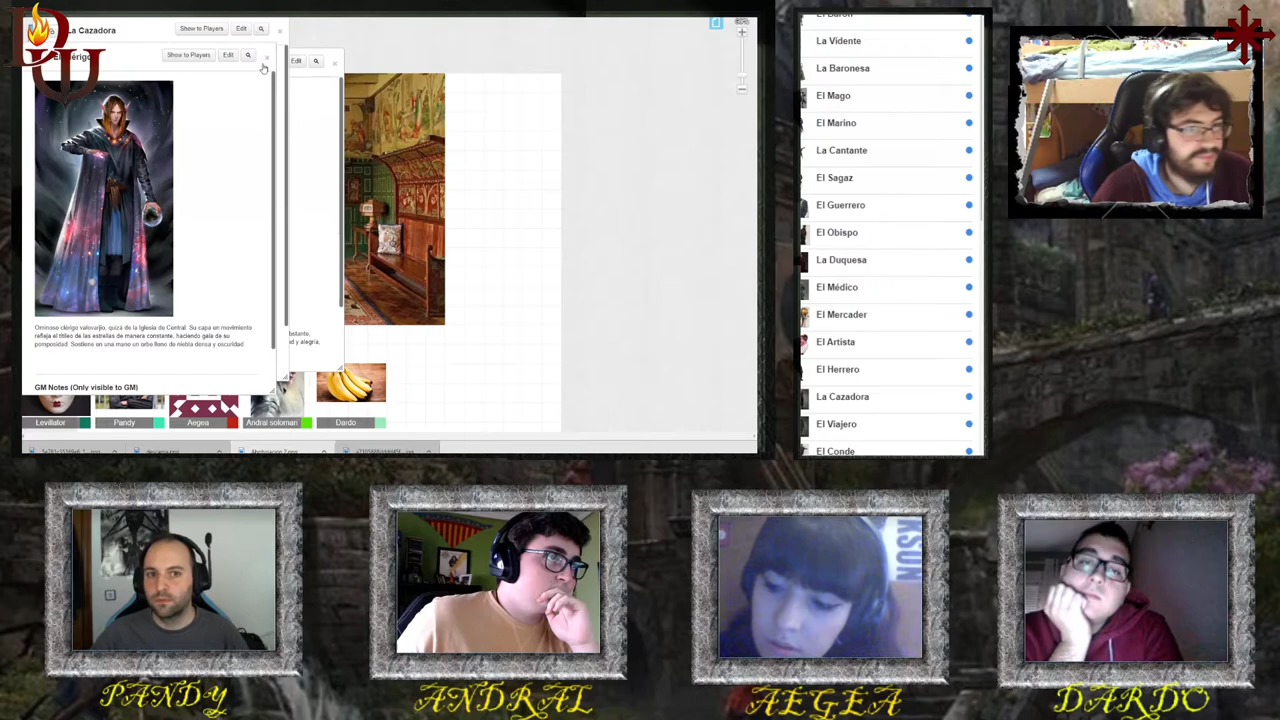 La Cazadora
Show to Players
Edit
Show to Players
Edit
Edit
Ominoso clérigo valovarjio, quizá de la Iglesia de Central. Su capa en movimiento
refleja el titileo de las estrellas de manera constante, haciendo gala de su
pomposidad. Sostiene en una mano un orbe lleno de niebla densa y oscuridad
d y alegría,
GM Notes (Only visible to GM)
Levillator
Pandy
Aegea
Andral soloman
Dardo
La Vidente
La Baronesa
El Mago
El Marino
La Cantante
El Sagaz
El Guerrero
El Obispo
La Duquesa
El Médico
El Mercader
El Artista
El Herrero
La Cazadora
El Viajero
El Conde
PANDY
ANDRAL
AEGEA
DARDO